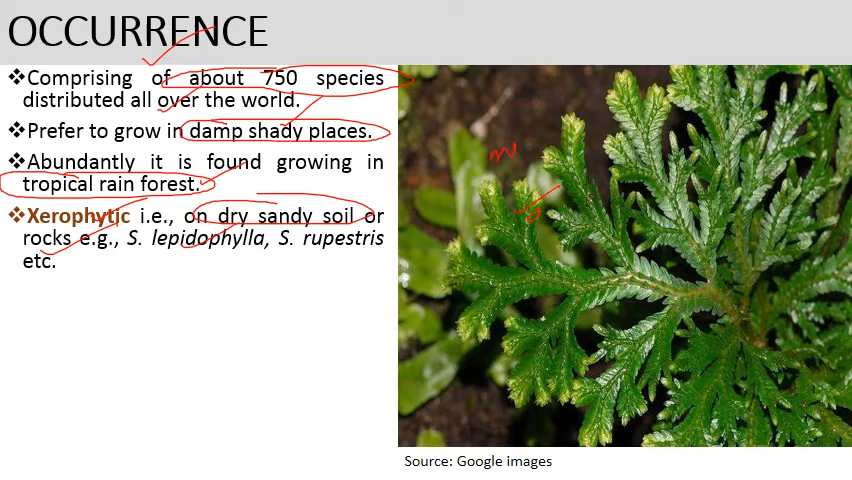 OCCURRENCE
❖Comprising of about 750 species
distributed all over the world.
❖Prefer to grow in damp shady places.
❖Abundantly it is found growing in
tropical rain forest.
❖Xerophytic i.e., on dry sandy soil or
rocks e.g., S. lepidophylla, S. rupestris
etc.
Source: Google images